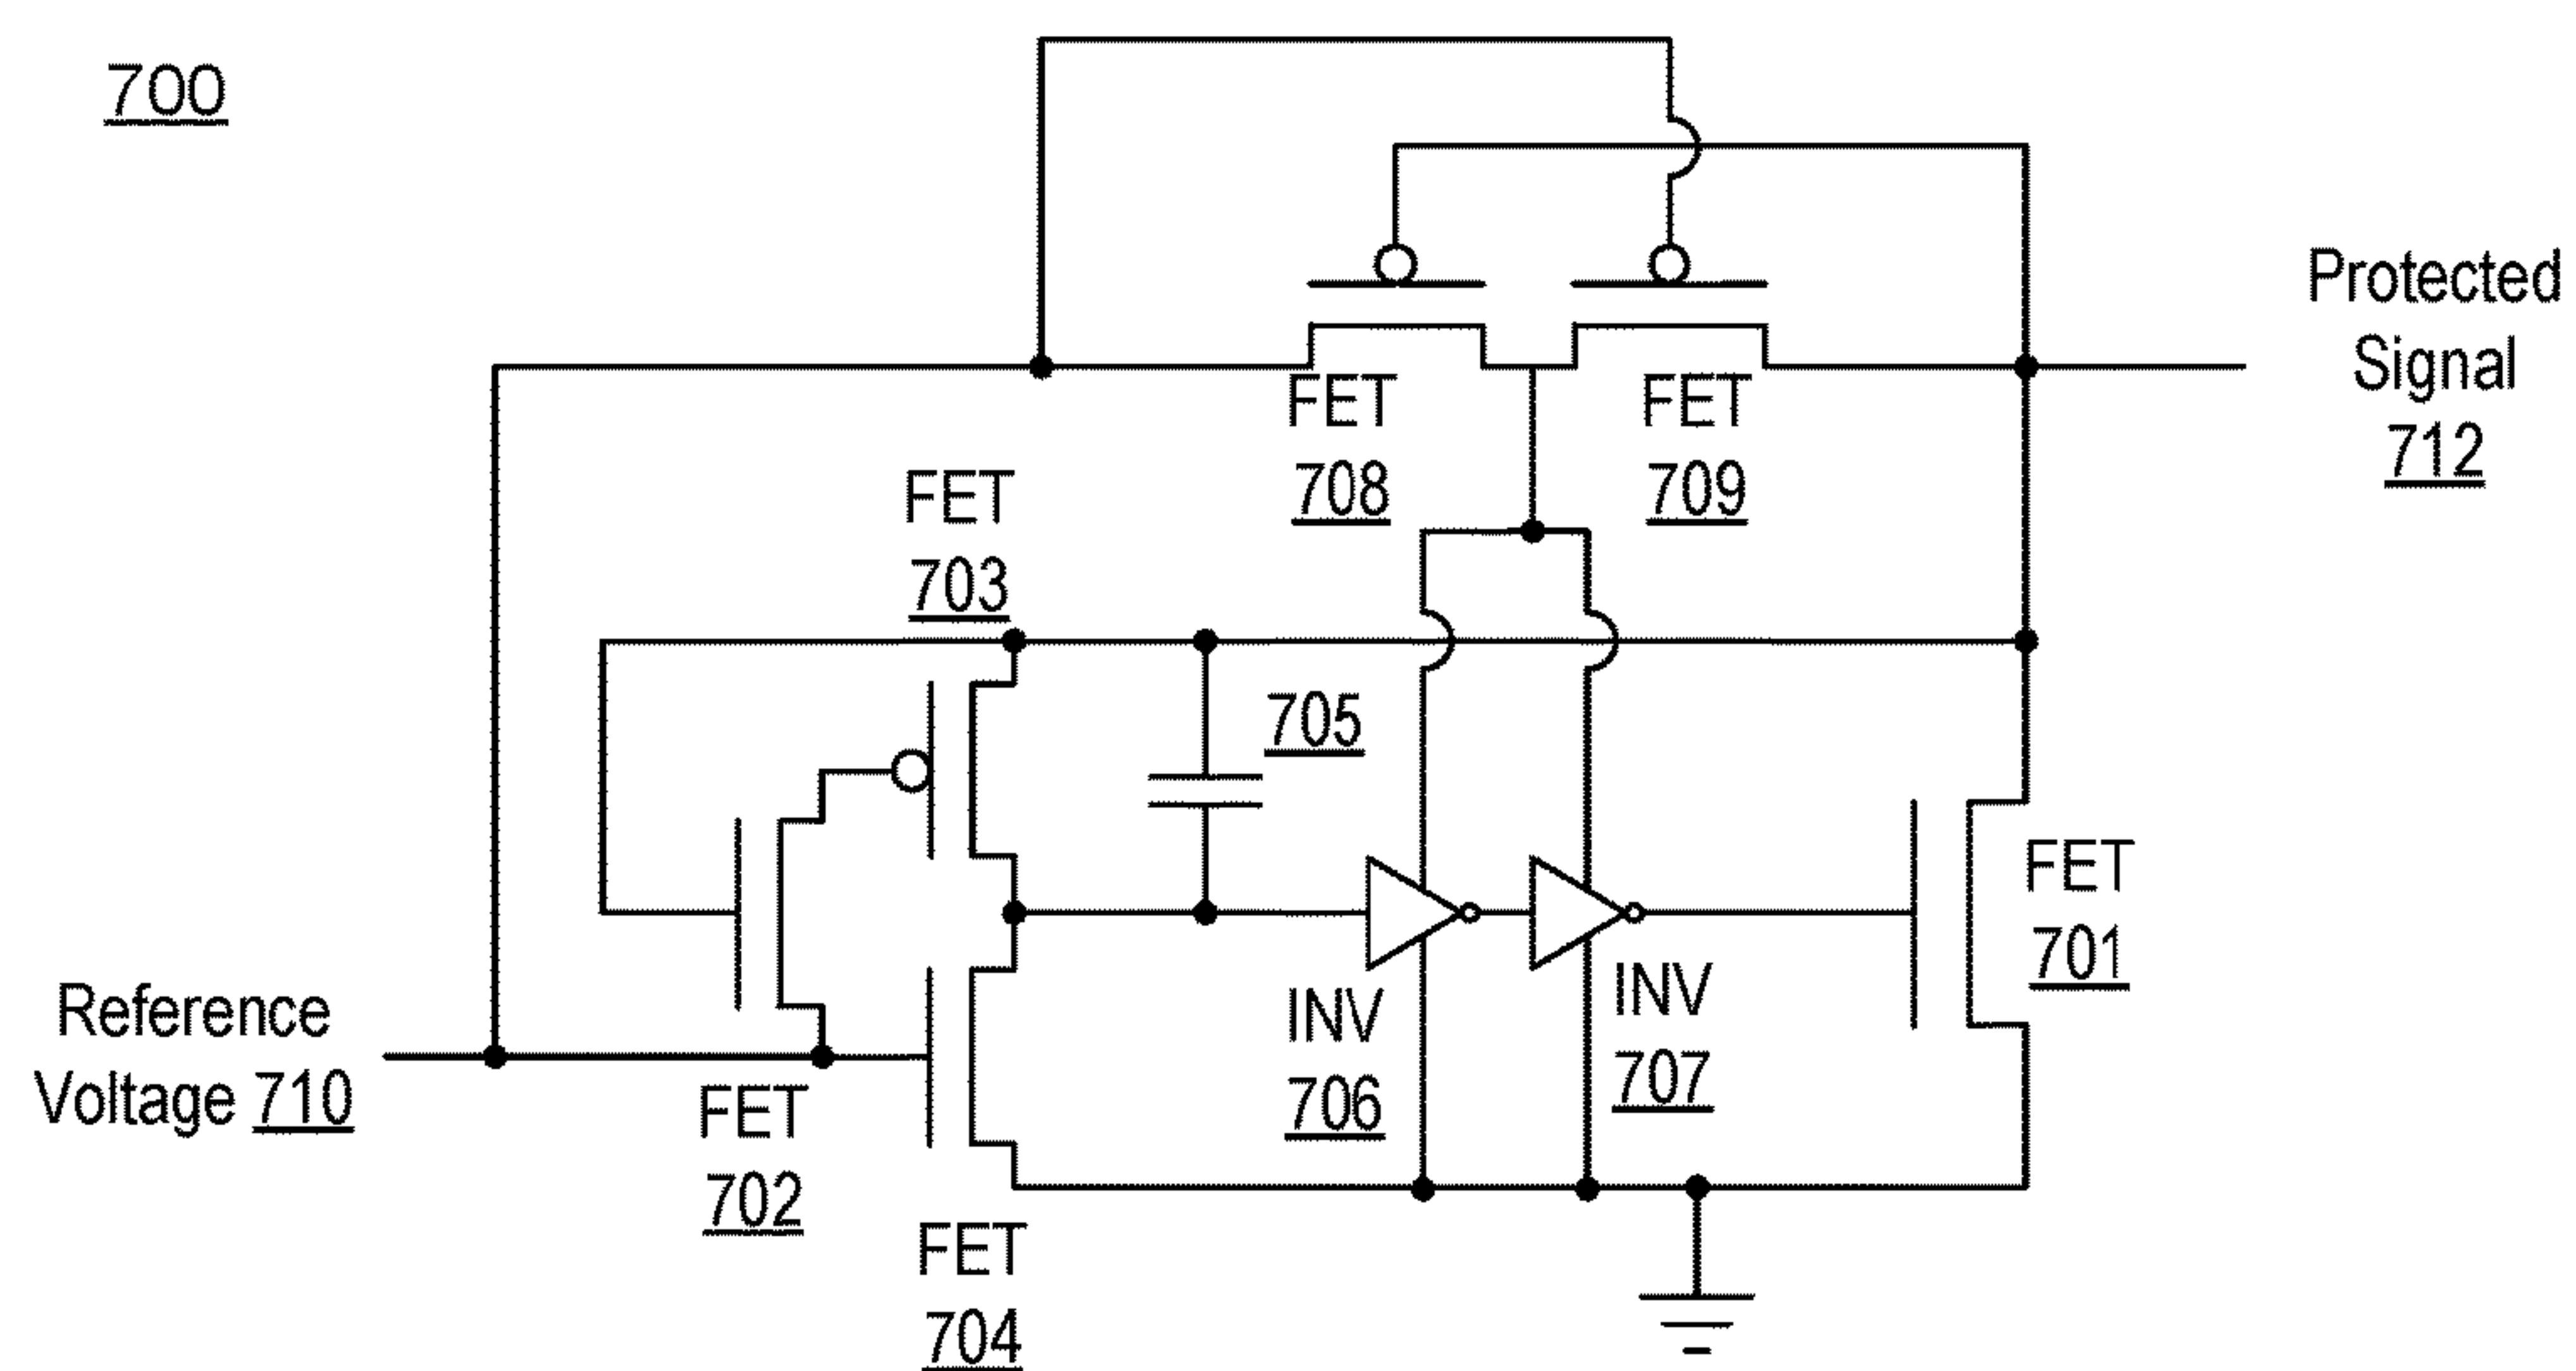 700
Protected
Signal
712
FET
708
FET
709
FET
703
705
Reference
Voltage 710
FET
702
FET
704
INV
706
INV
707
FET
701